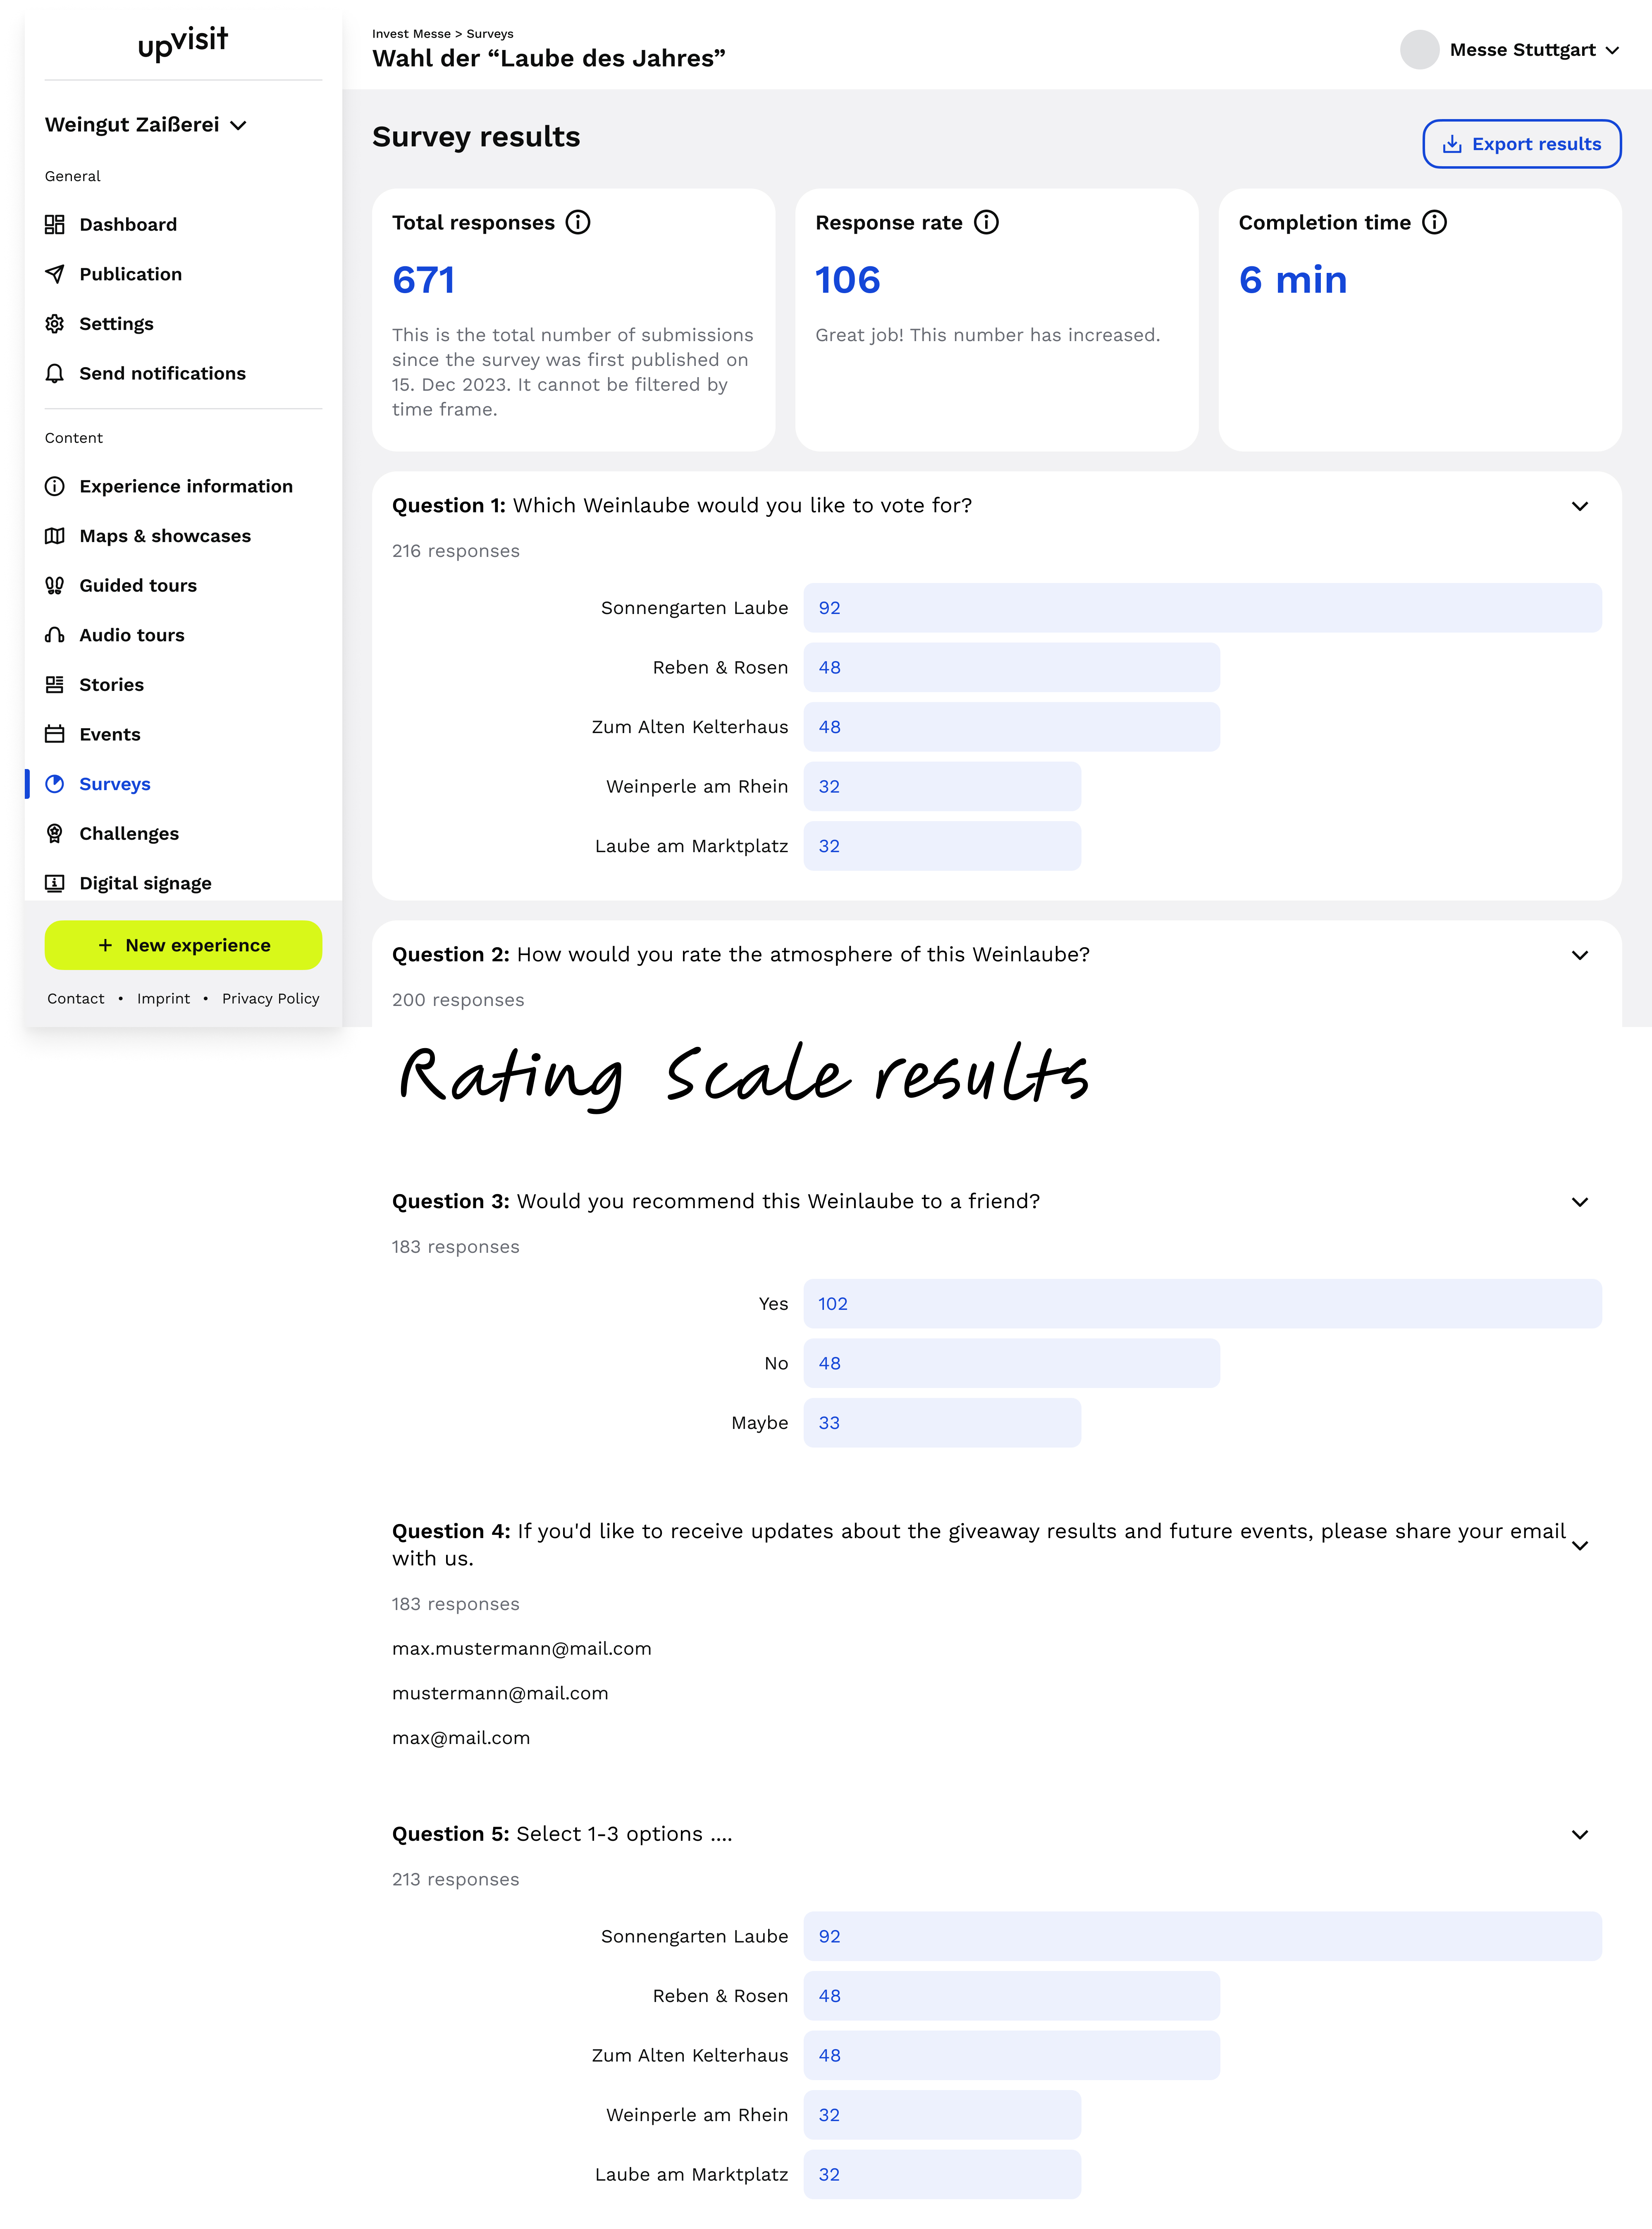 upvisit
Weingut Zaißerei
General
Dashboard
Publication
Settings
Send notifications
Content
Experience information
Maps & showcases
Guided tours
Audio tours
Stories
Events
Surveys
Challenges
Digital signage
+ New experience
Contact • Imprint • Privacy Policy
Invest Messe > Surveys
Wahl der “Laube des Jahres”
Messe Stuttgart
Survey results
Export results
Total responses
671
This is the total number of submissions
since the survey was first published on
15. Dec 2023. It cannot be filtered by
time frame.
Response rate
106
Great job! This number has increased.
Completion time
6 min
Question 1: Which Weinlaube would you like to vote for?
216 responses
Sonnengarten Laube 92
Reben & Rosen 48
Zum Alten Kelterhaus 48
Weinperle am Rhein 32
Laube am Marktplatz 32
Question 2: How would you rate the atmosphere of this Weinlaube?
200 responses
Rating Scale results
Question 3: Would you recommend this Weinlaube to a friend?
183 responses
Yes 102
No 48
Maybe 33
Question 4: If you'd like to receive updates about the giveaway results and future events, please share your email
with us.
183 responses
max.mustermann@mail.com
mustermann@mail.com
max@mail.com
Question 5: Select 1-3 options ....
213 responses
Sonnengarten Laube 92
Reben & Rosen 48
Zum Alten Kelterhaus 48
Weinperle am Rhein 32
Laube am Marktplatz 32